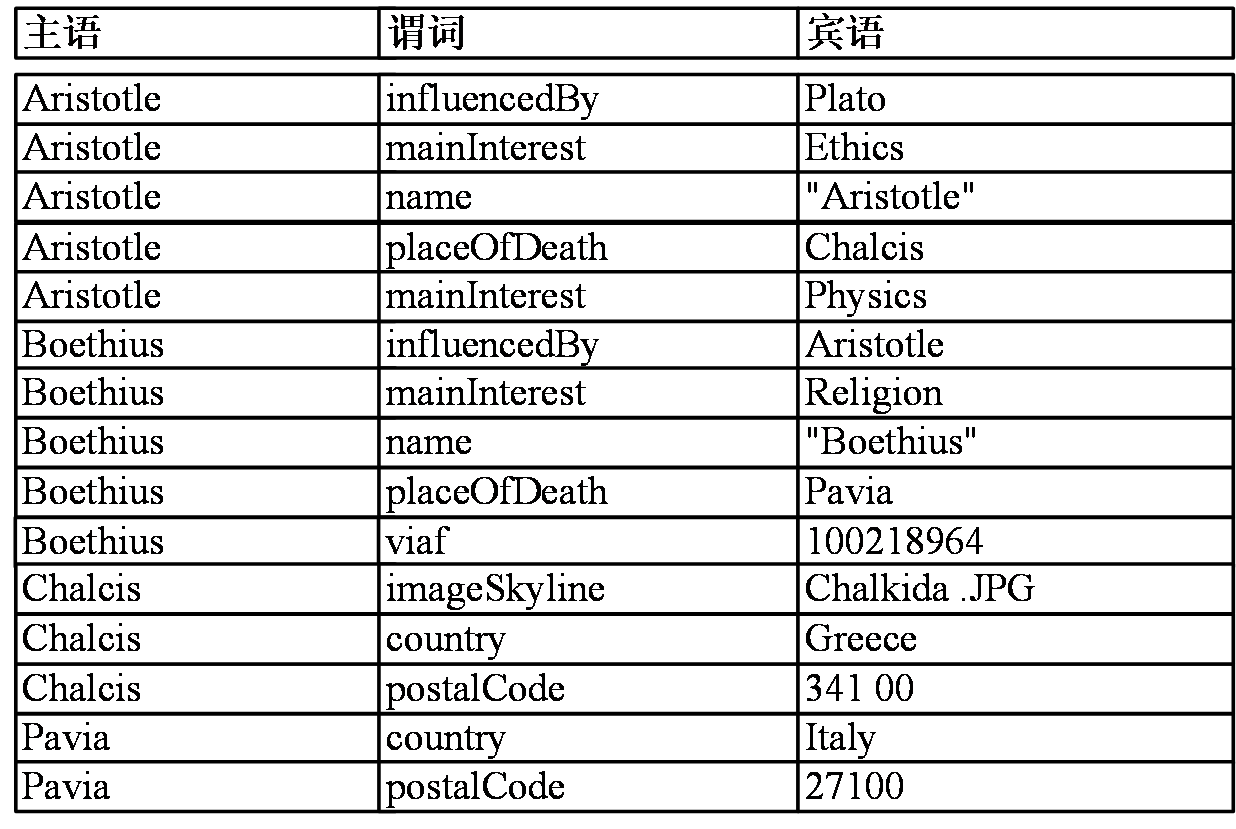 主语 谓词 宾语
Aristotle influencedBy Plato
Aristotle mainInterest Ethics
Aristotle name "Aristotle"
Aristotle placeOfDeath Chalcis
Aristotle mainInterest Physics
Boethius influencedBy Aristotle
Boethius mainInterest Religion
Boethius name "Boethius"
Boethius placeOfDeath Pavia
Boethius viaf 100218964
Chalcis imageSkyline Chalkida .JPG
Chalcis country Greece
Chalcis postalCode 341 00
Pavia country Italy
Pavia postalCode 27100